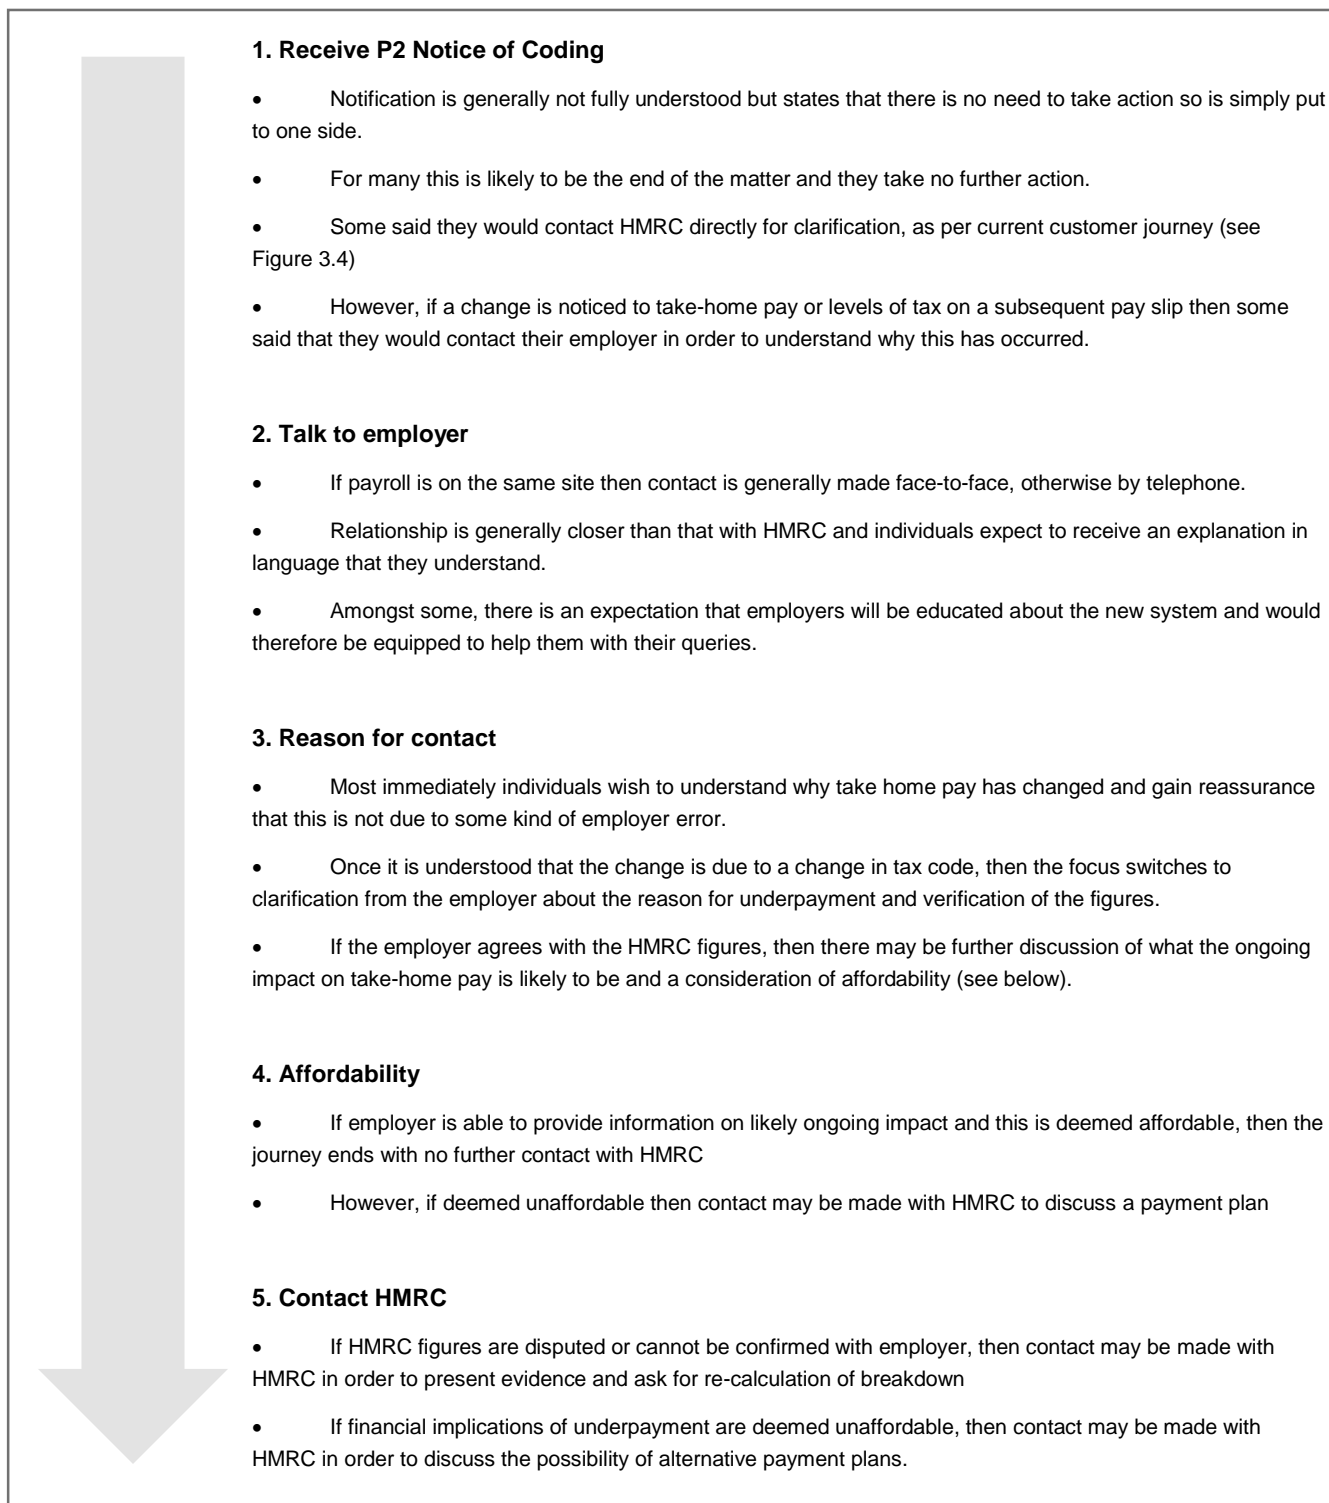 1. Receive P2 Notice of Coding
• Notification is generally not fully understood but states that there is no need to take action so is simply put
to one side.
• For many this is likely to be the end of the matter and they take no further action.
• Some said they would contact HMRC directly for clarification, as per current customer journey (see
Figure 3.4)
• However, if a change is noticed to take-home pay or levels of tax on a subsequent pay slip then some
said that they would contact their employer in order to understand why this has occurred.
2. Talk to employer
• If payroll is on the same site then contact is generally made face-to-face, otherwise by telephone.
• Relationship is generally closer than that with HMRC and individuals expect to receive an explanation in
language that they understand.
• Amongst some, there is an expectation that employers will be educated about the new system and would
therefore be equipped to help them with their queries.
3. Reason for contact
• Most immediately individuals wish to understand why take home pay has changed and gain reassurance
that this is not due to some kind of employer error.
• Once it is understood that the change is due to a change in tax code, then the focus switches to
clarification from the employer about the reason for underpayment and verification of the figures.
• If the employer agrees with the HMRC figures, then there may be further discussion of what the ongoing
impact on take-home pay is likely to be and a consideration of affordability (see below).
4. Affordability
• If employer is able to provide information on likely ongoing impact and this is deemed affordable, then the
journey ends with no further contact with HMRC
• However, if deemed unaffordable then contact may be made with HMRC to discuss a payment plan
5. Contact HMRC
• If HMRC figures are disputed or cannot be confirmed with employer, then contact may be made with
HMRC in order to present evidence and ask for re-calculation of breakdown
• If financial implications of underpayment are deemed unaffordable, then contact may be made with
HMRC in order to discuss the possibility of alternative payment plans.